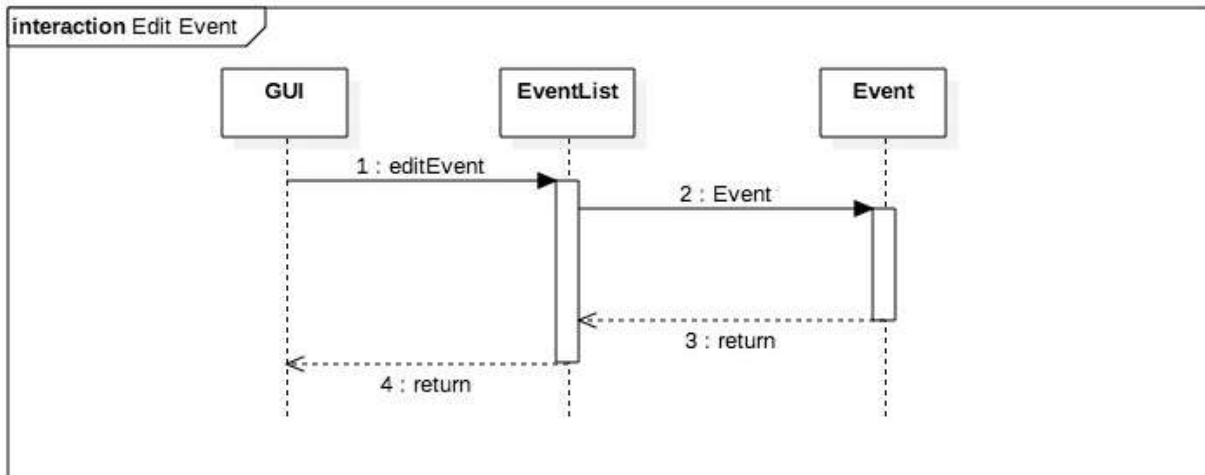 interaction Edit Event
GUI
EventList
Event
1 : editEvent
2 : Event
3 : return
4 : return